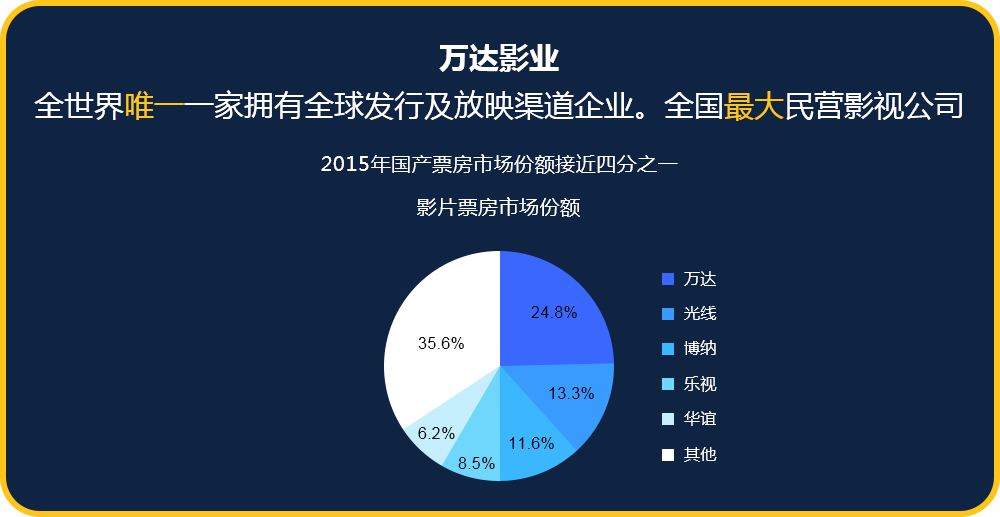 万达影业
全世界唯一一家拥有全球发行及放映渠道企业。全国最大民营影视公司
2015年国产票房市场份额接近四分之一
影片票房市场份额
24.8%
13.3%
11.6%
8.5%
6.2%
35.6%
万达
光线
博纳
乐视
华谊
其他